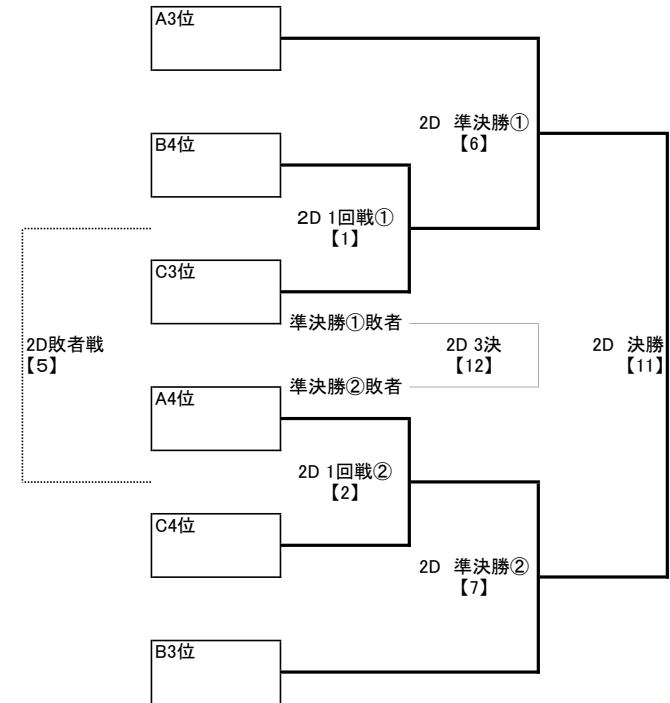 A3位
2D 準決勝①
【6】
B4位
2D 1回戦①
【1】
C3位
準決勝①敗者
2D敗者戦
【５】
2D 3決
【12】
2D 決勝
【11】
準決勝②敗者
A4位
2D 1回戦②
【2】
C4位
2D 準決勝②
【7】
B3位